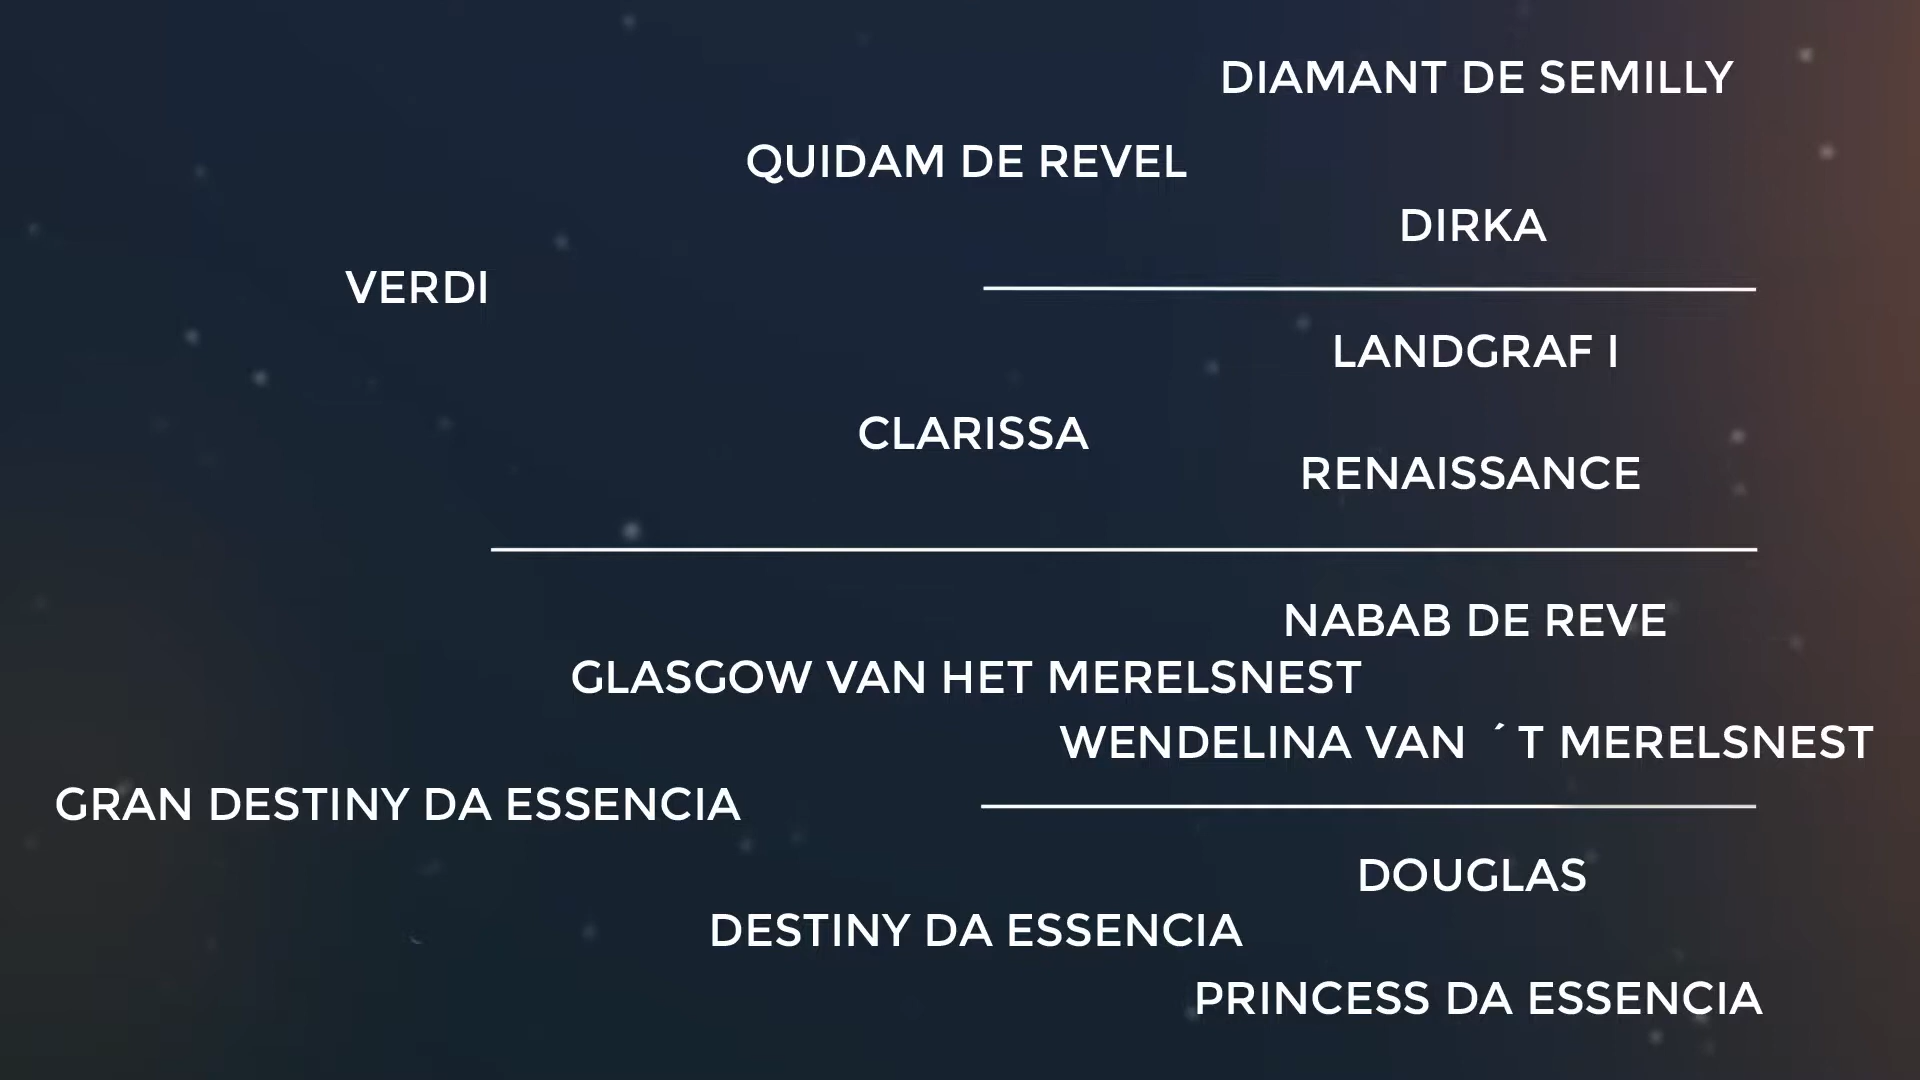 DIAMANT DE SEMILLY
QUIDAM DE REVEL
DIRKA
VERDI
LANDGRAF I
CLARISSA
RENAISSANCE
NABAB DE REVE
GLASGOW VAN HET MERELSNEST
WENDELINA VAN ´T MERELSNEST
GRAN DESTINY DA ESSENCIA
DOUGLAS
DESTINY DA ESSENCIA
PRINCESS DA ESSENCIA